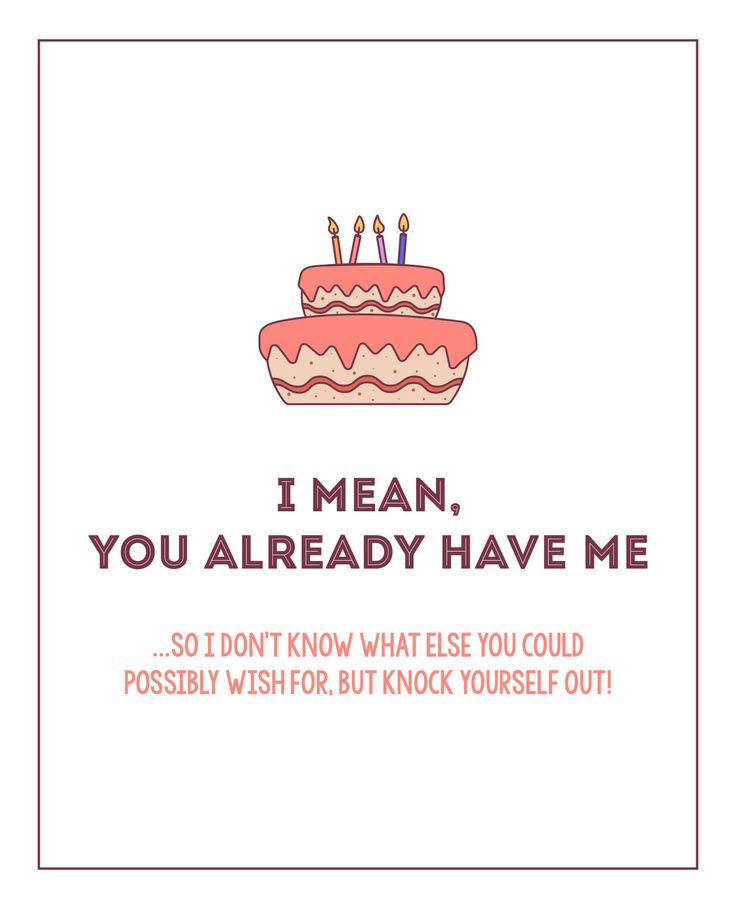 I MEAN,
YOU ALREADY HAVE ME
...SO I DON'T KNOW WHAT ELSE YOU COULD
POSSIBLY WISH FOR, BUT KNOCK YOURSELF OUT!